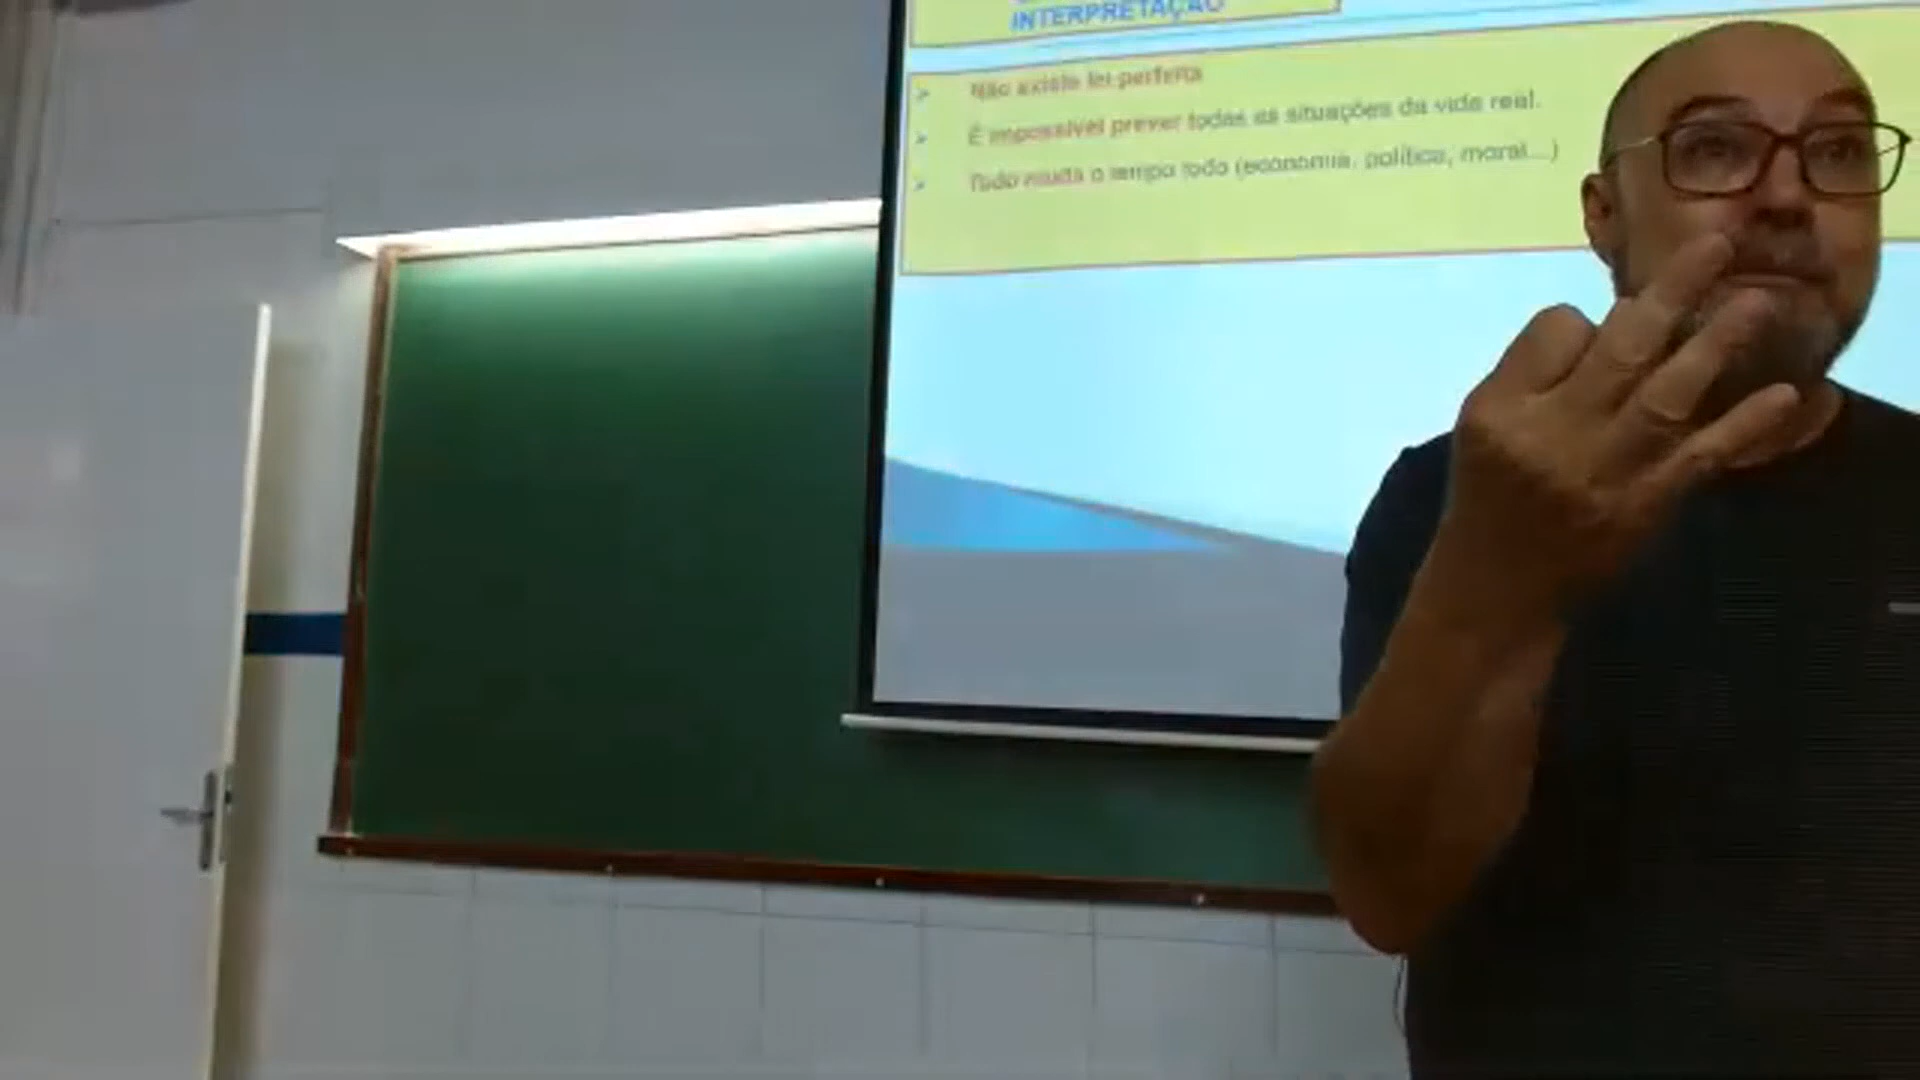 INTERPRETAÇÃO
Não existe lei perfeita
É impossível prever todas as situações da vida real.
Tudo muda o tempo todo (economia, política, moral...)